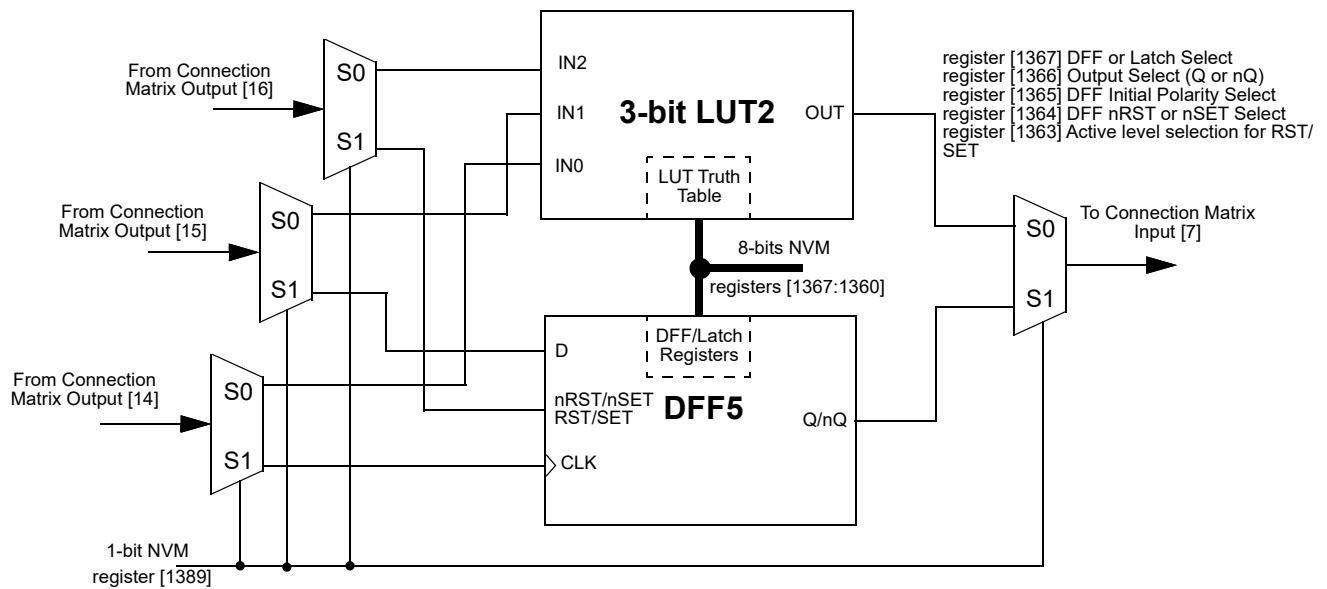 From Connection
Matrix Output [16]
S0
S1
IN2
IN1
IN0
3-bit LUT2
OUT
LUT Truth
Table
register [1367] DFF or Latch Select
register [1366] Output Select (Q or nQ)
register [1365] DFF Initial Polarity Select
register [1364] DFF nRST or nSET Select
register [1363] Active level selection for RST/
SET
From Connection
Matrix Output [15]
S0
S1
8-bits NVM
registers [1367:1360]
S0
S1
To Connection Matrix
Input [7]
From Connection
Matrix Output [14]
S0
S1
D
nRST/nSET
RST/SET
CLK
DFF/Latch
Registers
DFF5
Q/nQ
1-bit NVM
register [1389]